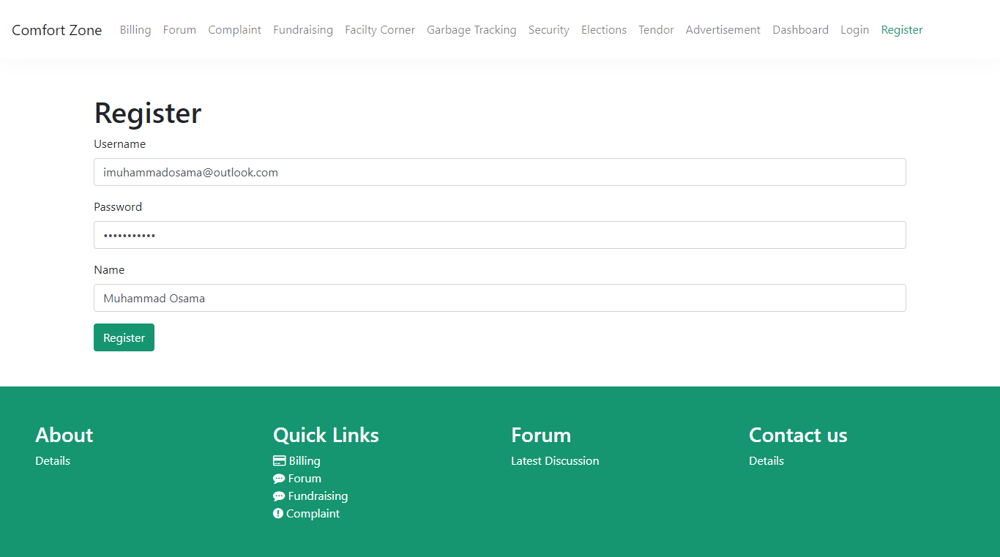 Comfort Zone Billing Forum Complaint Fundraising Facilty Corner Garbage Tracking Security Elections Tendor Advertisement Dashboard Login Register
Register
Username
imuhammadosama@outlook.com
Password
•••••••••••
Name
Muhammad Osama
Register
About
Details
Quick Links
Billing
Forum
Fundraising
Complaint
Forum
Latest Discussion
Contact us
Details